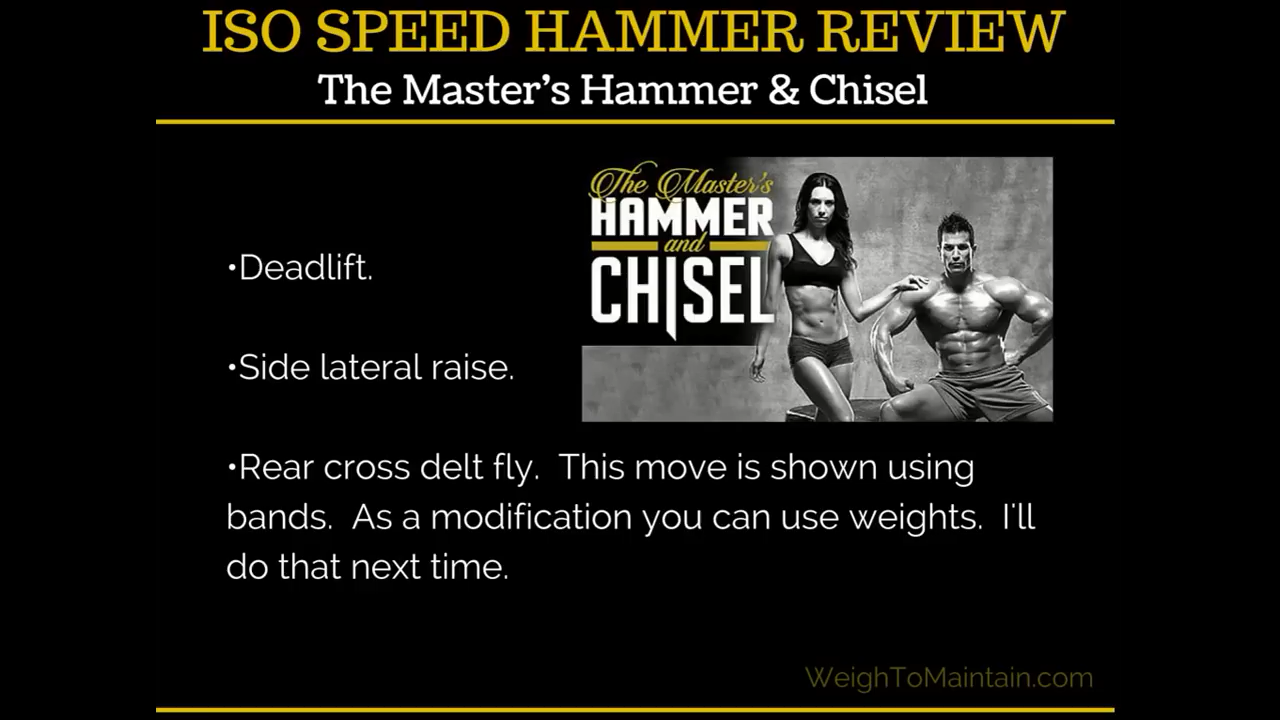 ISO SPEED HAMMER REVIEW
The Master’s Hammer & Chisel
The Master's
HAMMER
and
CHISEL
•Deadlift.
•Side lateral raise.
•Rear cross delt fly.  This move is shown using
bands.  As a modification you can use weights.  I'll
do that next time.
WeighToMaintain.com